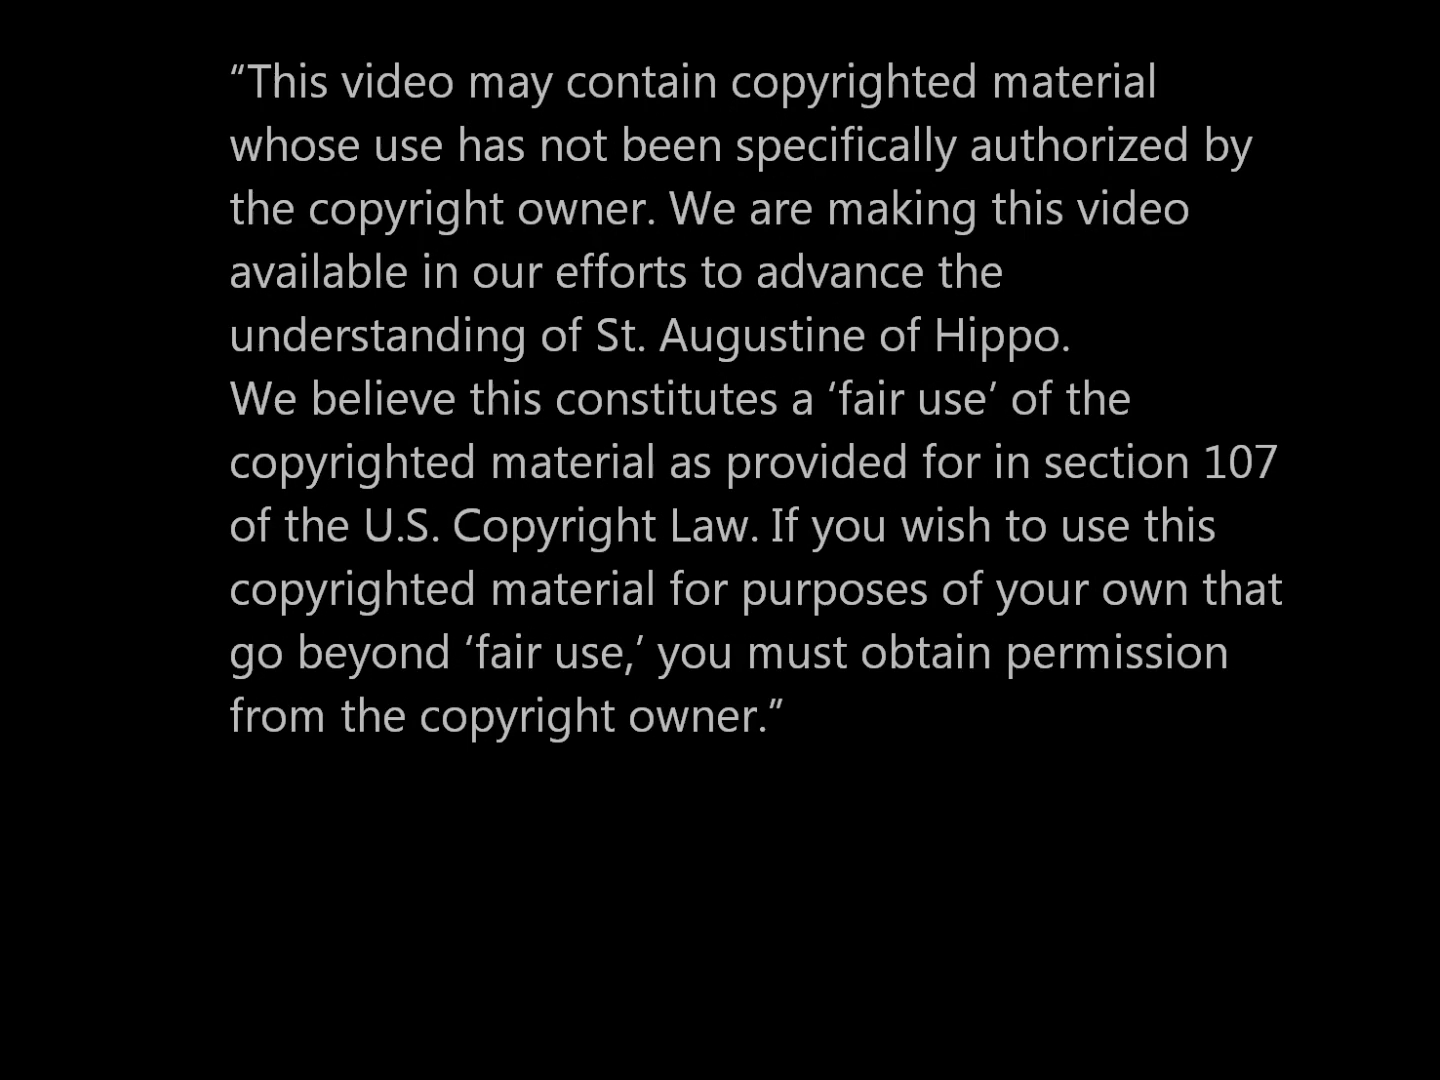 “This video may contain copyrighted material
whose use has not been specifically authorized by
the copyright owner. We are making this video
available in our efforts to advance the
understanding of St. Augustine of Hippo.
We believe this constitutes a ‘fair use’ of the
copyrighted material as provided for in section 107
of the U.S. Copyright Law. If you wish to use this
copyrighted material for purposes of your own that
go beyond ‘fair use,’ you must obtain permission
from the copyright owner.”